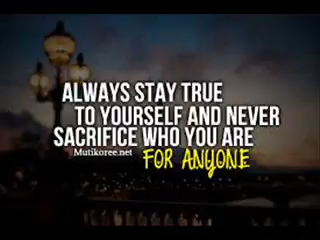 ALWAYS STAY TRUE
TO YOURSELF AND NEVER
SACRIFICE WHO YOU ARE
Mutikoree.net
FOR ANYONE